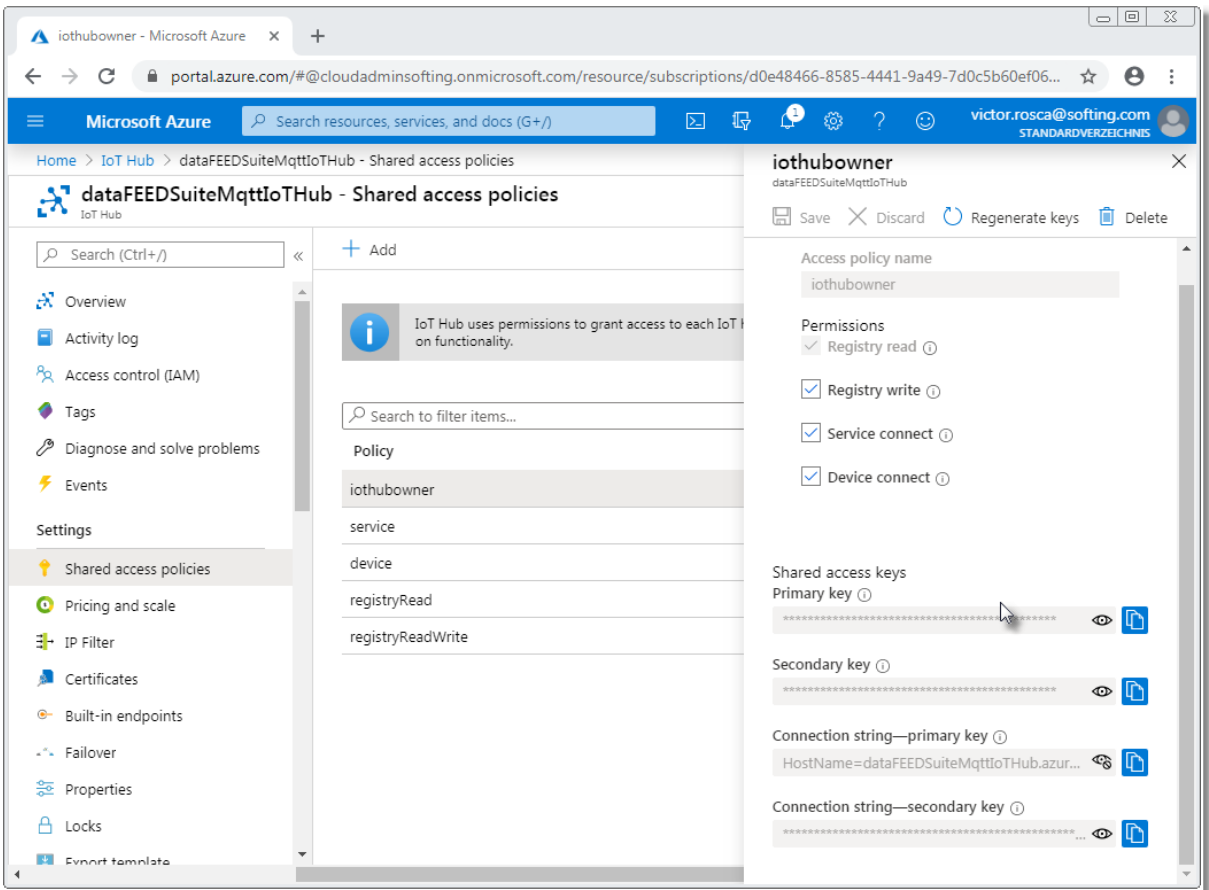 iothubowner - Microsoft Azure
portal.azure.com/#@cloudadminsofting.onmicrosoft.com/resource/subscriptions/d0e48466-8585-4441-9a49-7d0c5b60ef06...
Microsoft Azure
Search resources, services, and docs (G+/)
1
victor.rosca@softing.com
STANDARDVERZEICHNIS
Home > IoT Hub > dataFEEDSuiteMqttIoTHub - Shared access policies
dataFEEDSuiteMqttIoTHub - Shared access policies
IoT Hub
Search (Ctrl+/)
«
Overview
Activity log
Access control (IAM)
Tags
Diagnose and solve problems
Events
Settings
Shared access policies
Pricing and scale
IP Filter
Certificates
Built-in endpoints
Failover
Properties
Locks
Export template
Add
IoT Hub uses permissions to grant access to each IoT
on functionality.
Search to filter items...
Policy
iothubowner
service
device
registryRead
registryReadWrite
iothubowner
dataFEEDSuiteMqttIoTHub
Save Discard Regenerate keys Delete
Access policy name
iothubowner
Permissions
Registry read
Registry write
Service connect
Device connect
Shared access keys
Primary key
********************************************
Secondary key
********************************************
Connection string—primary key
HostName=dataFEEDSuiteMqttIoTHub.azur...
Connection string—secondary key
***********************************************...